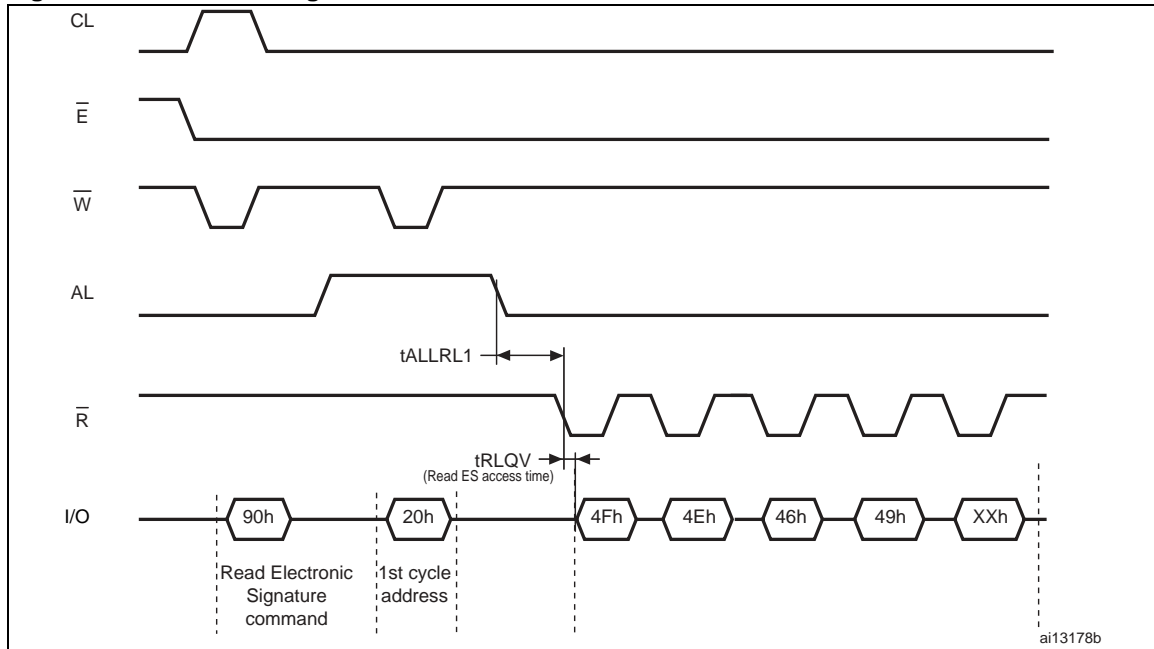 CL
E
W
AL
tALLRL1
R
tRLQV
(Read ES access time)
I/O
90h
20h
4Fh
4Eh
46h
49h
XXh
Read Electronic
Signature
command
1st cycle
address
ai13178b